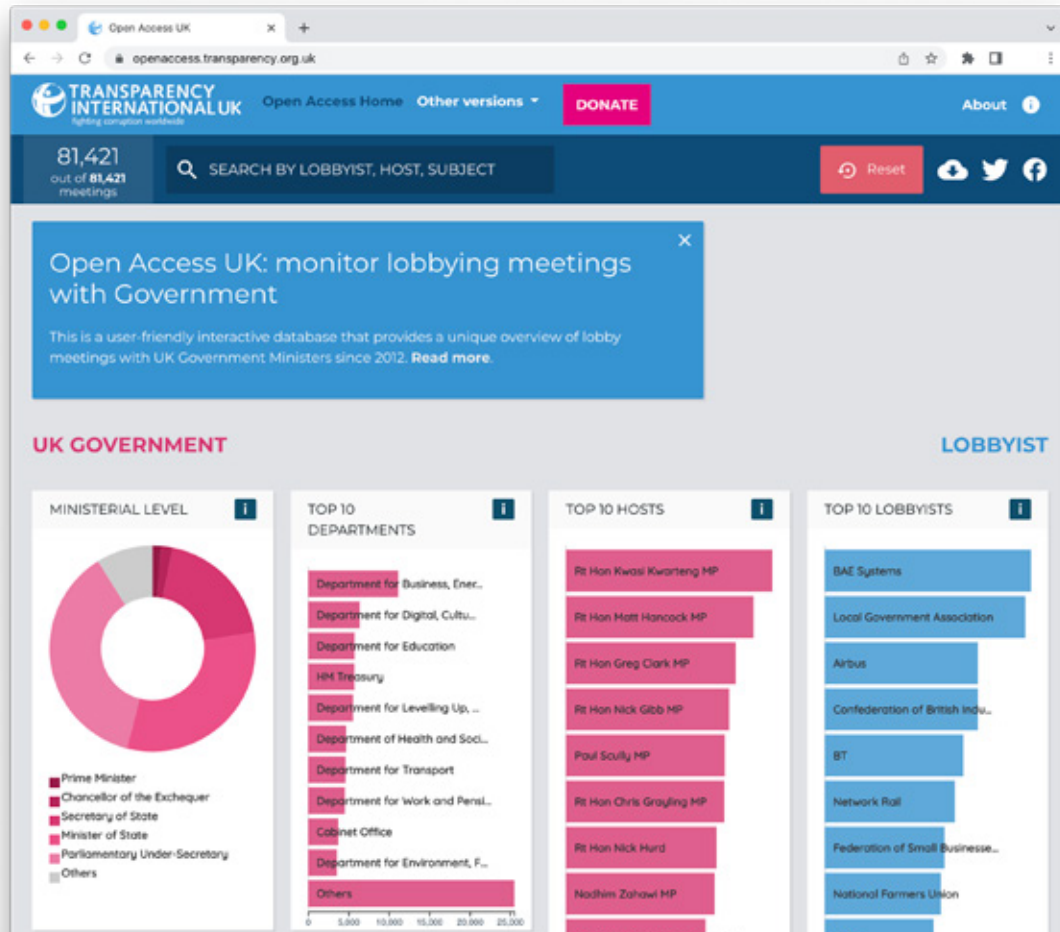 Open Access UK
openaccess.transparency.org.uk
TRANSPARENCY
INTERNATIONAL UK
fighting corruption worldwide
Open Access Home
Other versions
DONATE
About
81,421
out of 81,421
meetings
SEARCH BY LOBBYIST, HOST, SUBJECT
Reset
Open Access UK: monitor lobbying meetings
with Government
This is a user-friendly interactive database that provides a unique overview of lobby
meetings with UK Government Ministers since 2012. Read more.
UK GOVERNMENT
LOBBYIST
MINISTERIAL LEVEL
Prime Minister
Chancellor of the Exchequer
Secretary of State
Minister of State
Parliamentary Under-Secretary
Others
TOP 10
DEPARTMENTS
Department for Business, Ener...
Department for Digital, Cultu...
Department for Education
HM Treasury
Department for Levelling Up, ...
Department of Health and Soci...
Department for Transport
Department for Work and Pensi...
Cabinet Office
Department for Environment, F...
Others
0 5,000 10,000 15,000 20,000 25,000
TOP 10 HOSTS
Rt Hon Kwasi Kwarteng MP
Rt Hon Matt Hancock MP
Rt Hon Greg Clark MP
Rt Hon Nick Gibb MP
Paul Scully MP
Rt Hon Chris Grayling MP
Rt Hon Nick Hurd
Nadhim Zahawi MP
TOP 10 LOBBYISTS
BAE Systems
Local Government Association
Airbus
Confederation of British Indu...
BT
Network Rail
Federation of Small Businesse...
National Farmers Union